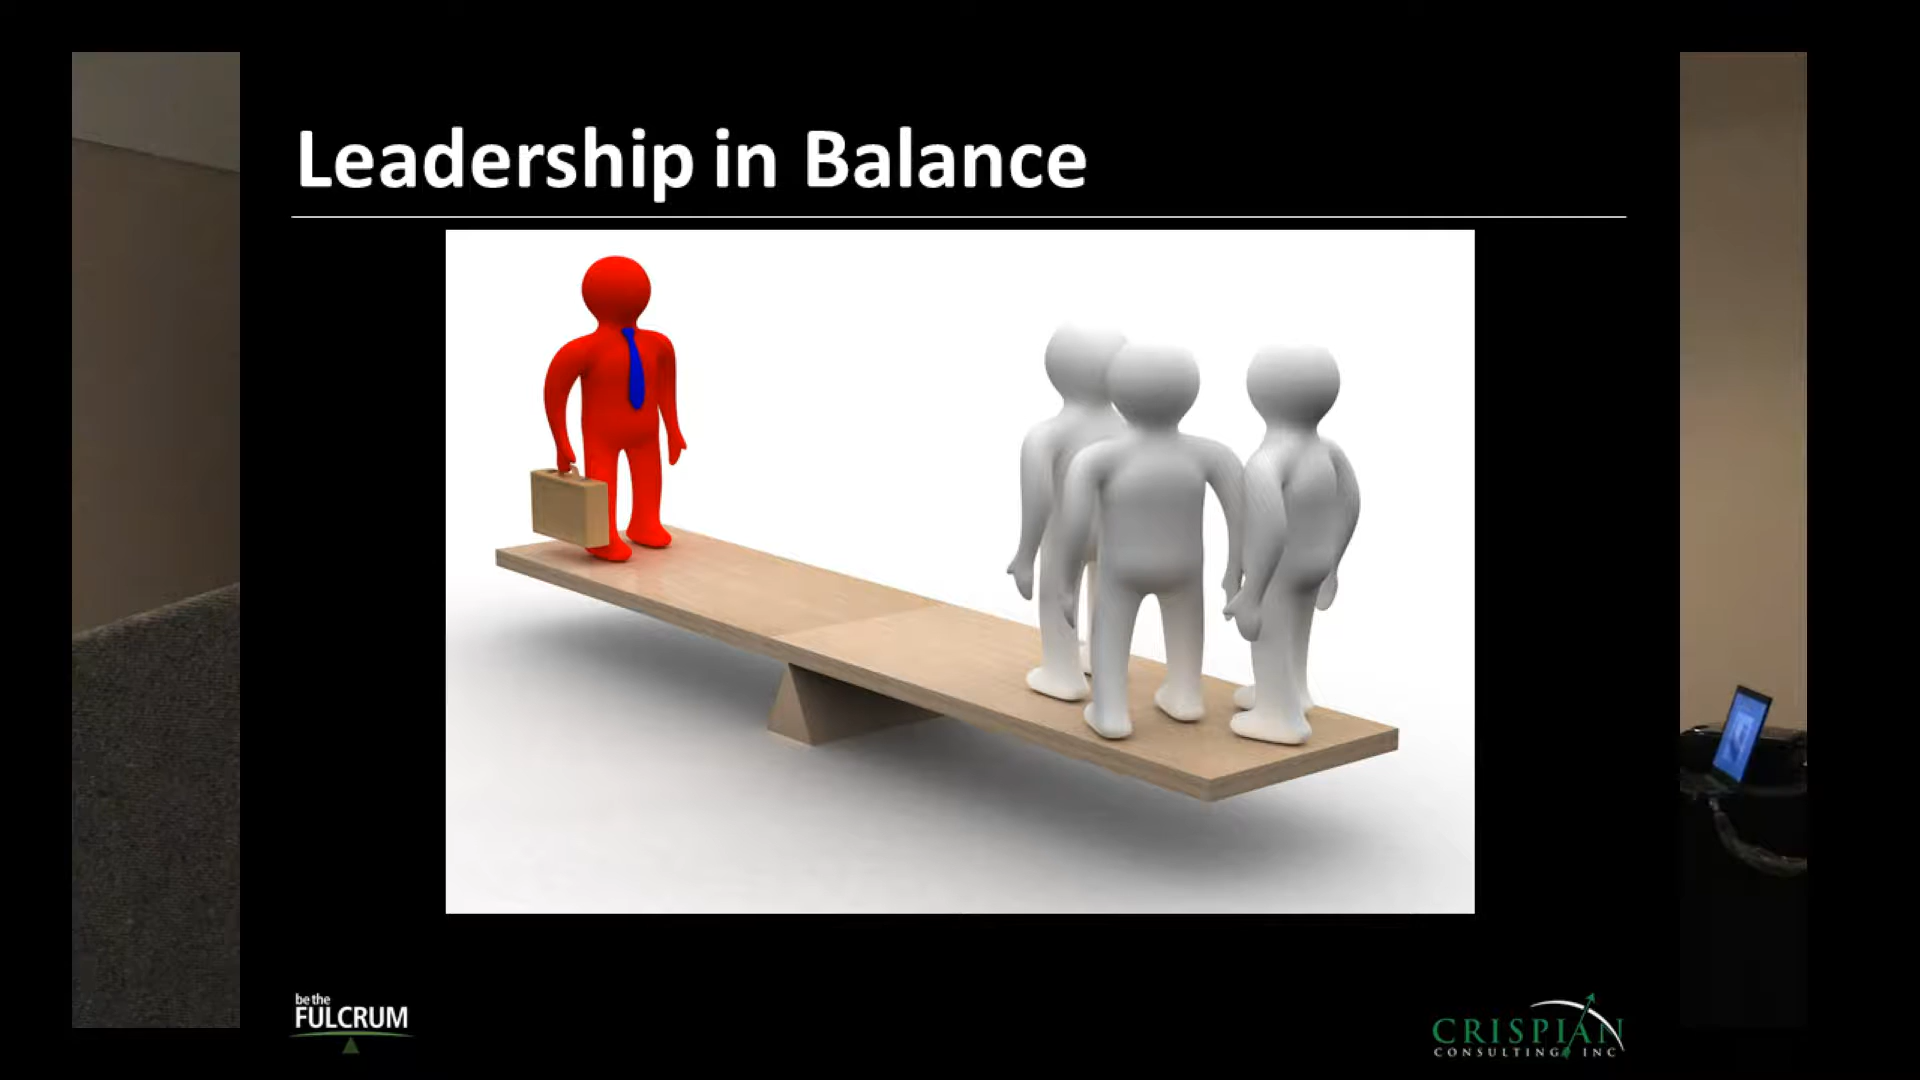 Leadership in Balance
be the
FULCRUM
CRISPIAN
CONSULTING, INC